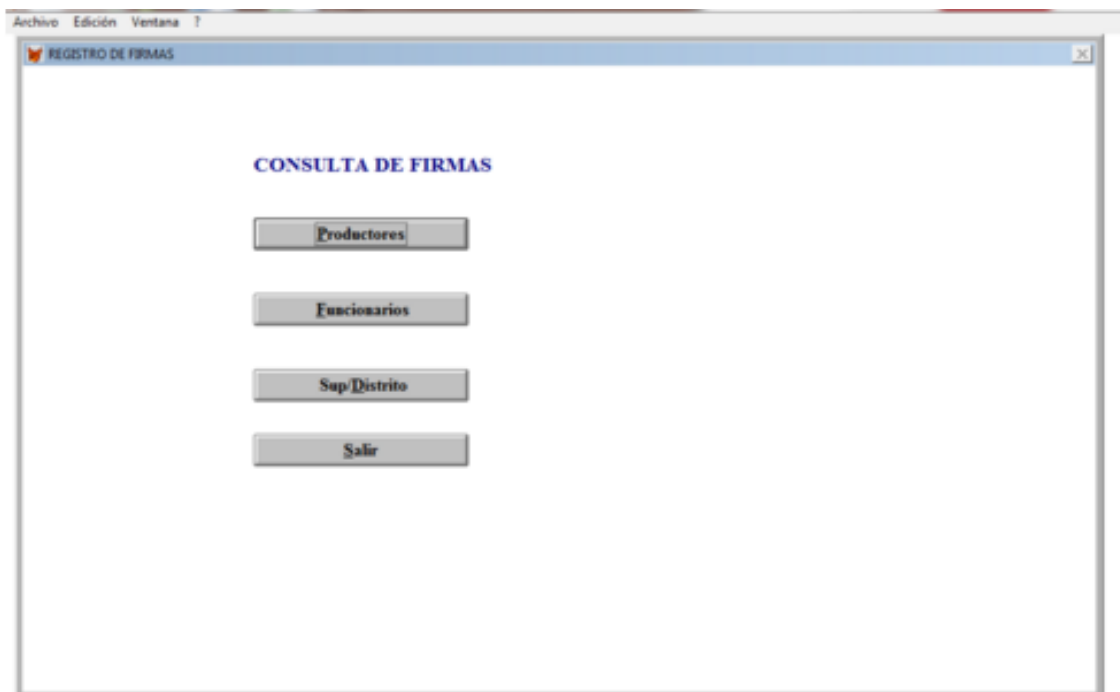 Archivo Edición Ventana ?
REGISTRO DE FIRMAS
CONSULTA DE FIRMAS
Productores
Funcionarios
Sup/Distrito
Salir